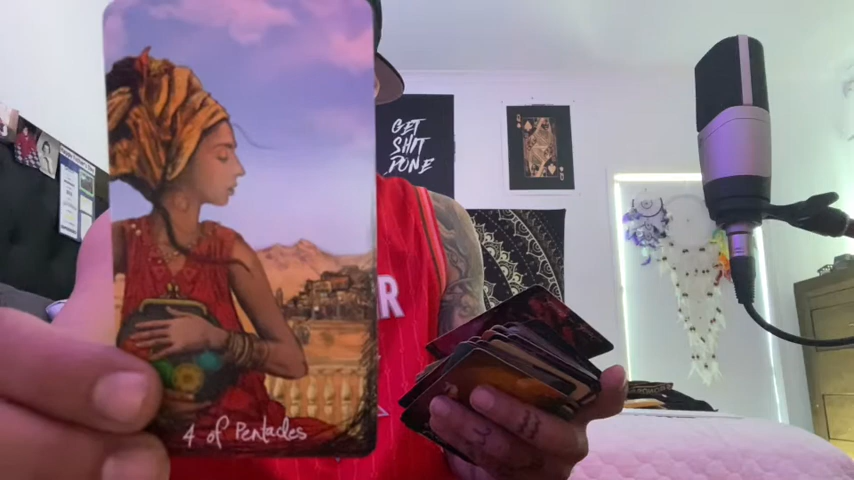 4 of Pentacles
GET
SHIT
DONE
R
Q